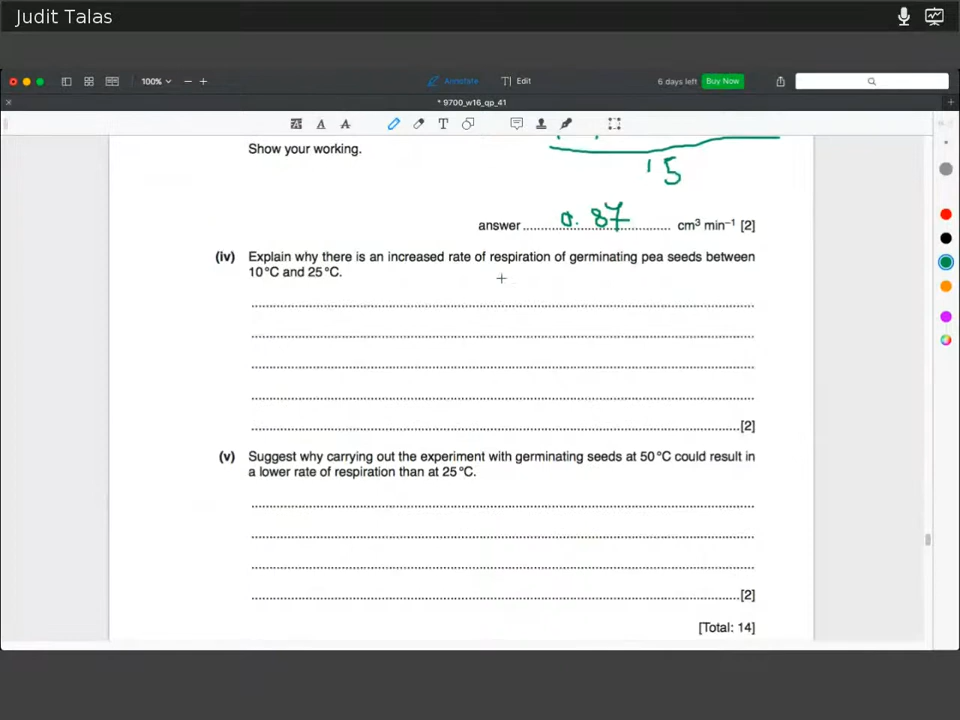 Judit Talas
100%
Annotate
Edit
6 days left
Buy Now
* 9700_w16_qp_41
Show your working.
15
answer 0.87 cm³ min⁻¹ [2]
(iv) Explain why there is an increased rate of respiration of germinating pea seeds between
10 °C and 25 °C.
[2]
(v) Suggest why carrying out the experiment with germinating seeds at 50 °C could result in
a lower rate of respiration than at 25 °C.
[2]
[Total: 14]